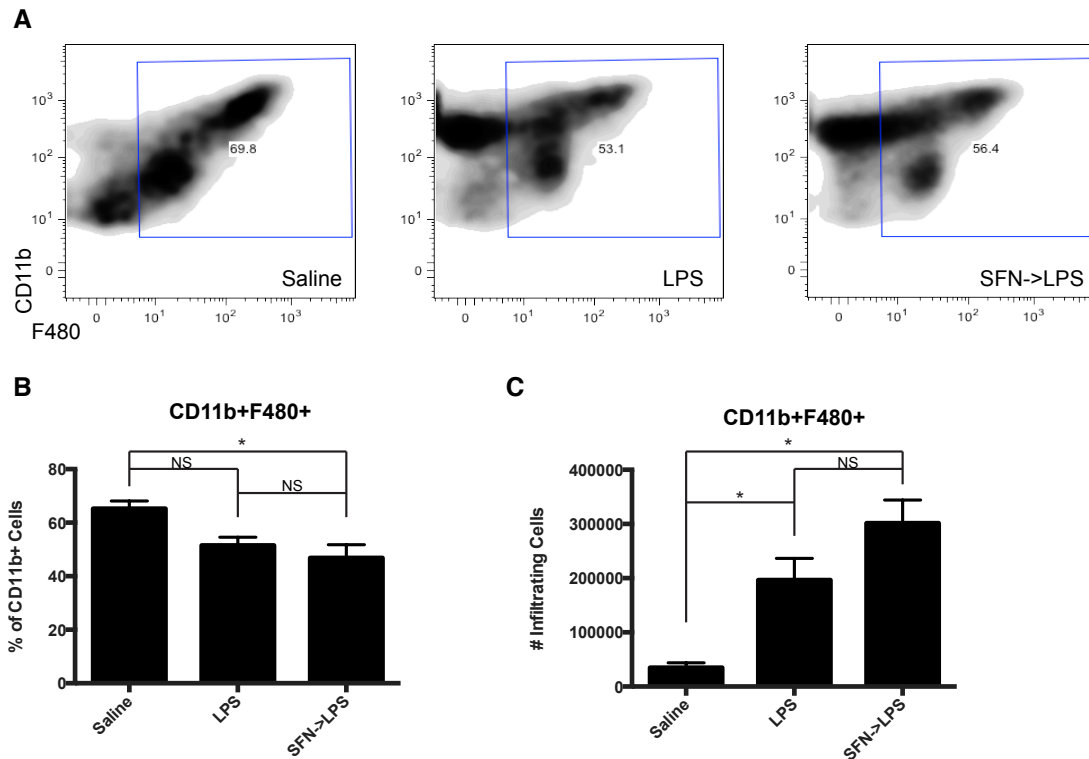 A
10³
10²
10¹
0
CD11b
69.8
Saline
0 10¹ 10² 10³
F480
10³
10²
10¹
0
53.1
LPS
0 10¹ 10² 10³
10³
10²
10¹
0
56.4
SFN->LPS
0 10¹ 10² 10³
B
CD11b+F480+
*
NS
NS
80
60
40
20
0
% of CD11b+ Cells
Saline
LPS
SFN->LPS
C
CD11b+F480+
*
NS
*
400000
300000
200000
100000
0
# Infiltrating Cells
Saline
LPS
SFN->LPS